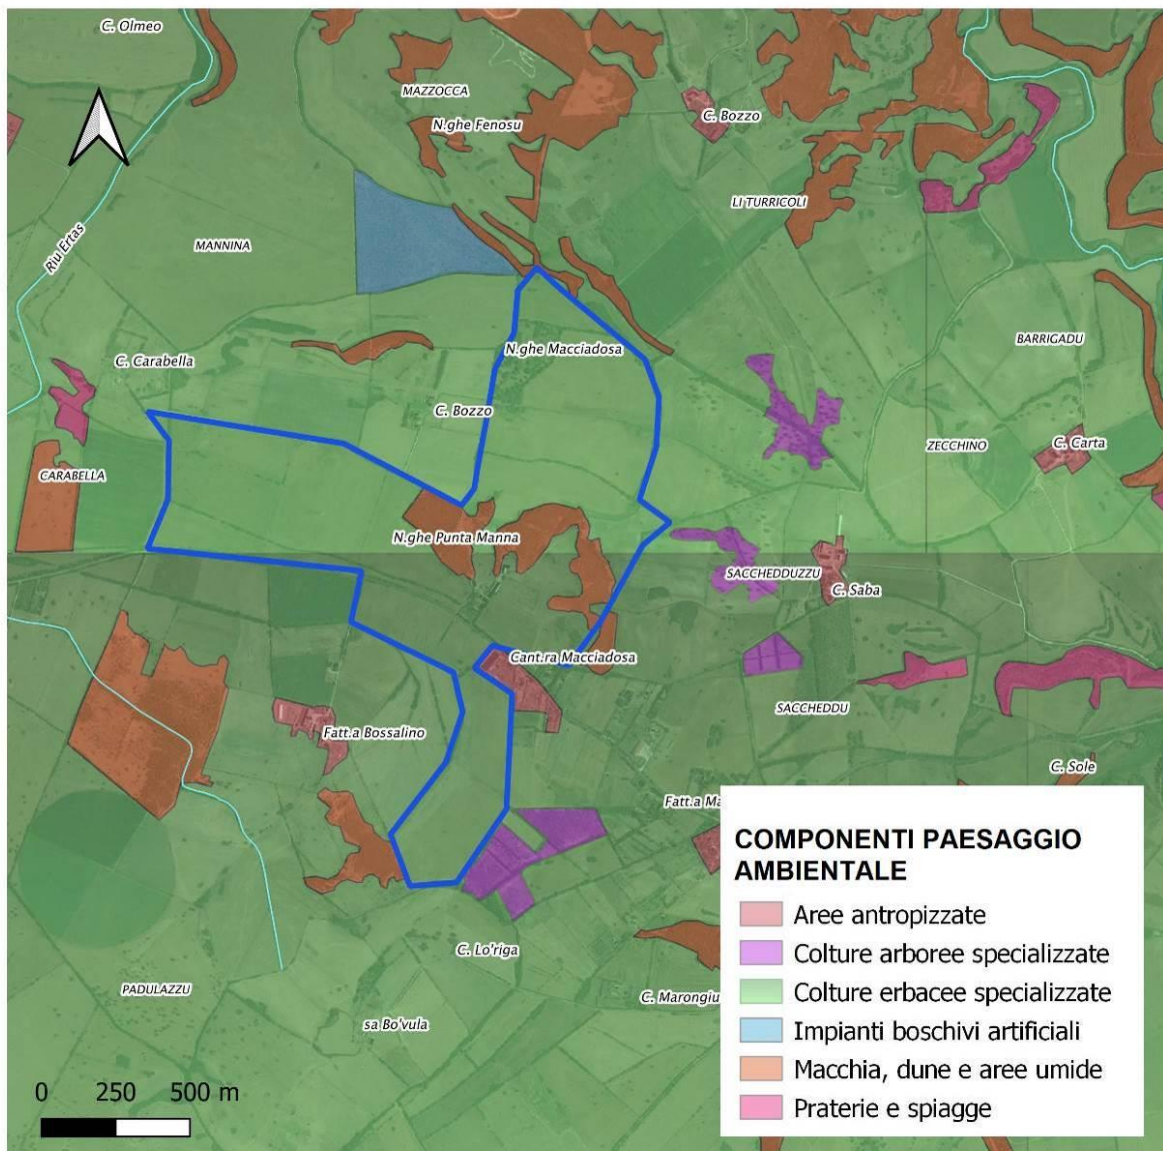 C. Olmeo
MAZZOCCA
N.ghe Fenosu
C. Bozzo
LI TURRICOLI
Riu Ertas
MANNINA
BARRIGADU
N.ghe Macciadosa
C. Carabella
C. Bozzo
ZECCHINO
C. Carta
CARABELLA
N.ghe Punta Manna
SACCHEDDUZZU
C. Saba
Cant.ra Macciadosa
SACCHEDDU
Fatt.a Bossalino
C. Sole
Fatt.a Ma
COMPONENTI PAESAGGIO
AMBIENTALE
Aree antropizzate
Colture arboree specializzate
Colture erbacee specializzate
Impianti boschivi artificiali
Macchia, dune e aree umide
Praterie e spiagge
C. Lo'riga
PADULAZZU
C. Marongiu
sa Bo'vula
0 250 500 m